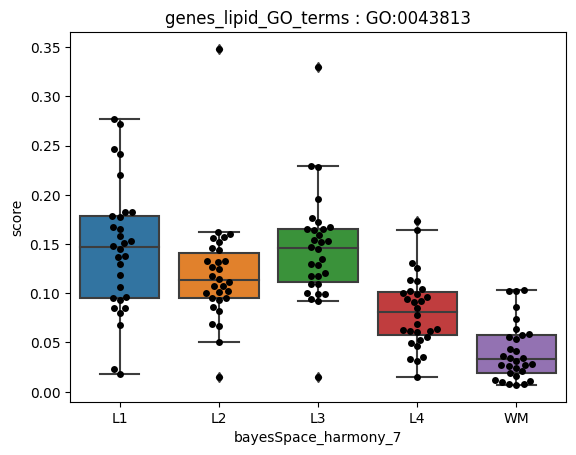 genes_lipid_GO_terms : GO:0043813
0.35
0.30
0.25
0.20
0.15
0.10
0.05
0.00
score
L1 L2 L3 L4 WM
bayesSpace_harmony_7